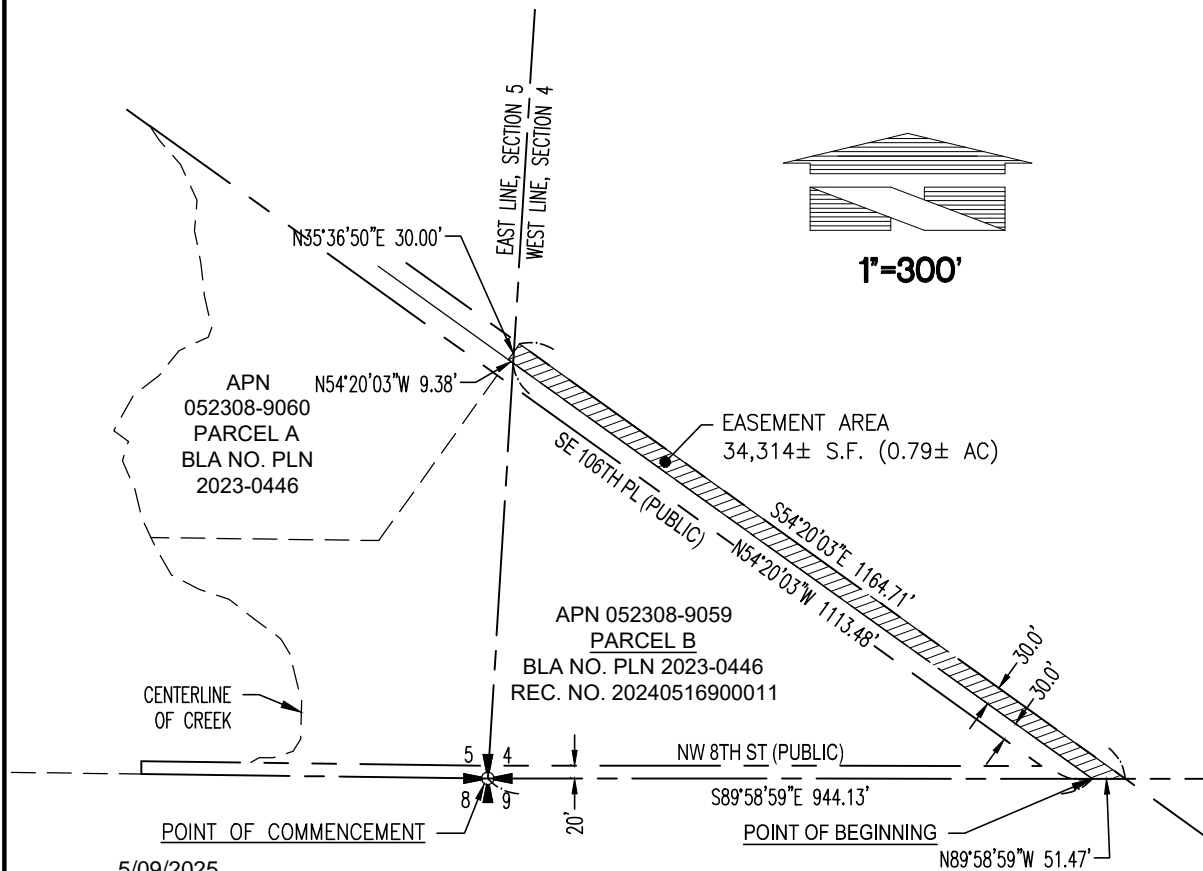 EAST LINE, SECTION 5
WEST LINE, SECTION 4
1"=300'
N35°36'50"E 30.00'
N54°20'03"W 9.38'
APN
052308-9060
PARCEL A
BLA NO. PLN
2023-0446
EASEMENT AREA
34,314± S.F. (0.79± AC)
SE 106TH PL (PUBLIC)
S54°20'03"E 1164.71'
N54°20'03"W 1113.48'
APN 052308-9059
PARCEL B
BLA NO. PLN 2023-0446
REC. NO. 20240516900011
30.0'
30.0'
CENTERLINE
OF CREEK
5 4
8 9
NW 8TH ST (PUBLIC)
20'
S89°58'59"E 944.13'
POINT OF COMMENCEMENT
POINT OF BEGINNING
N89°58'59"W 51.47'
5/09/2025